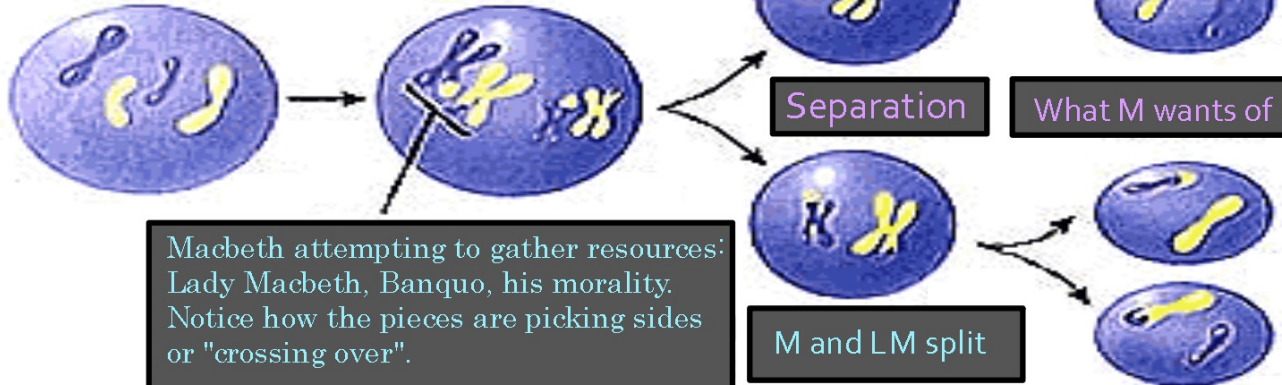 Separation
What M wants of
Macbeth attempting to gather resources:
Lady Macbeth, Banquo, his morality.
Notice how the pieces are picking sides
or "crossing over".
M and LM split